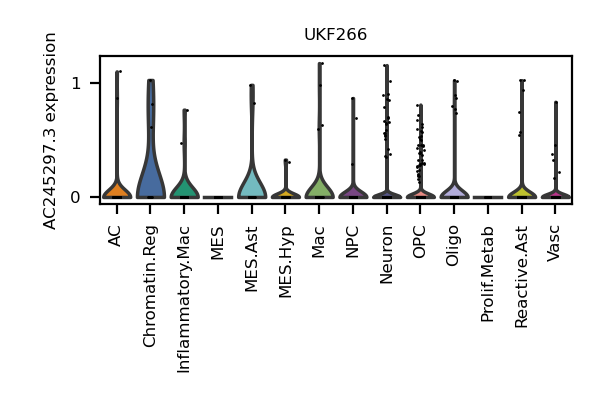 UKF266
AC245297.3 expression
1
0
AC
Chromatin.Reg
Inflammatory.Mac
MES
MES.Ast
MES.Hyp
Mac
NPC
Neuron
OPC
Oligo
Prolif.Metab
Reactive.Ast
Vasc